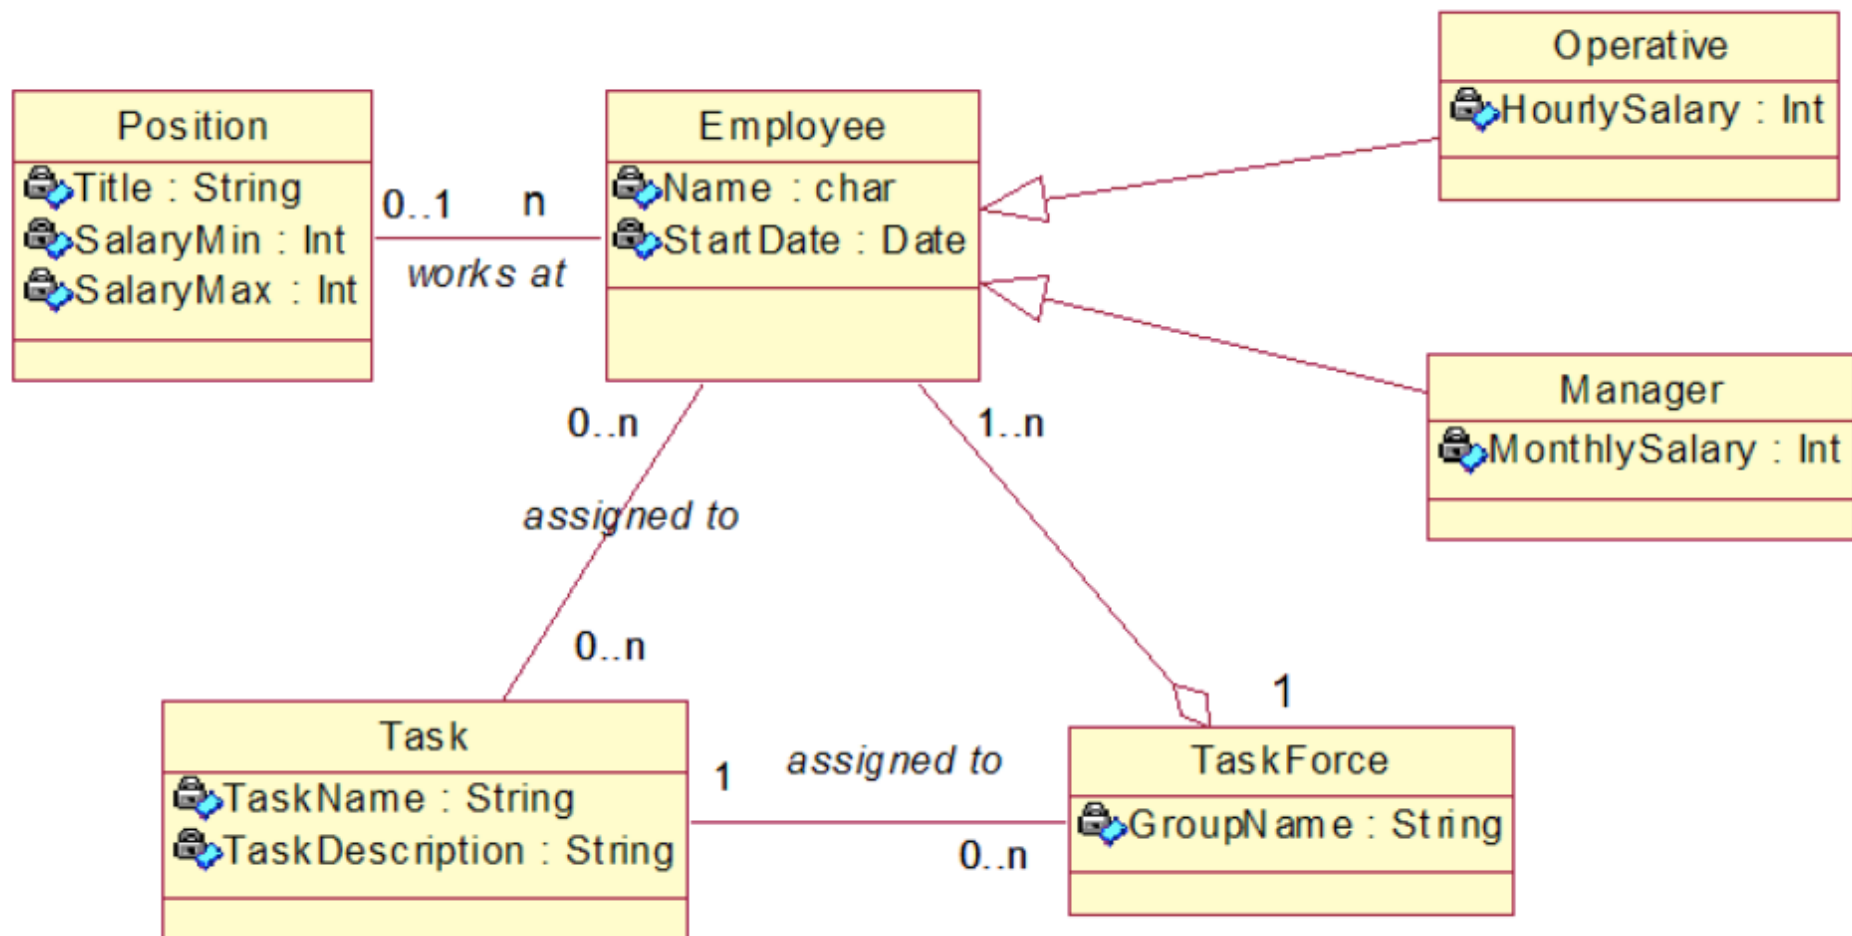 Operative
HourlySalary : Int
Position
Title : String
SalaryMin : Int
SalaryMax : Int
0..1
n
works at
Employee
Name : char
StartDate : Date
Manager
MonthlySalary : Int
0..n
1..n
assigned to
0..n
1
Task
TaskName : String
TaskDescription : String
1
assigned to
0..n
TaskForce
GroupName : String